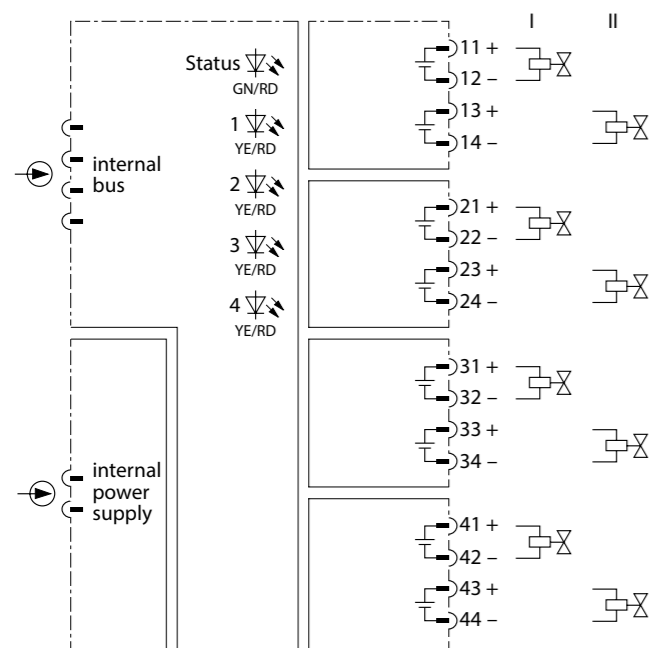 I II
Status
GN/RD
1
YE/RD
2
YE/RD
3
YE/RD
4
YE/RD
internal
bus
internal
power
supply
11 +
12 –
13 +
14 –
21 +
22 –
23 +
24 –
31 +
32 –
33 +
34 –
41 +
42 –
43 +
44 –